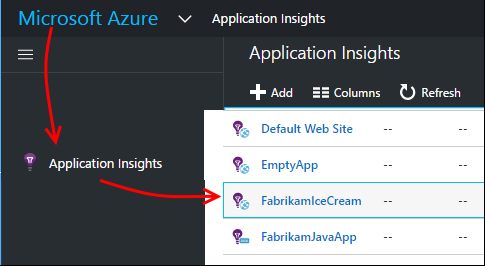 Microsoft Azure Application Insights
Application Insights
Add Columns Refresh
Default Web Site -- --
EmptyApp -- --
Application Insights
FabrikamIceCream -- --
FabrikamJavaApp -- --